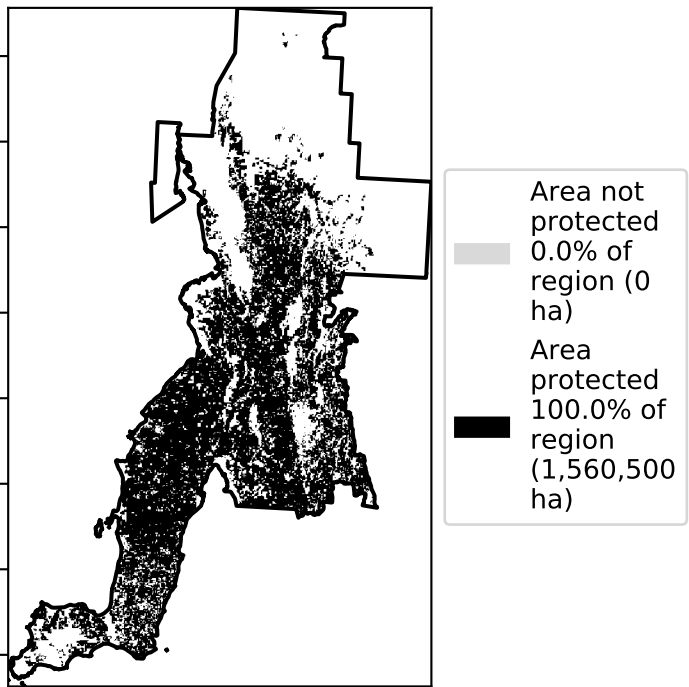 Area not
protected
0.0% of
region (0
ha)
Area
protected
100.0% of
region
(1,560,500
ha)